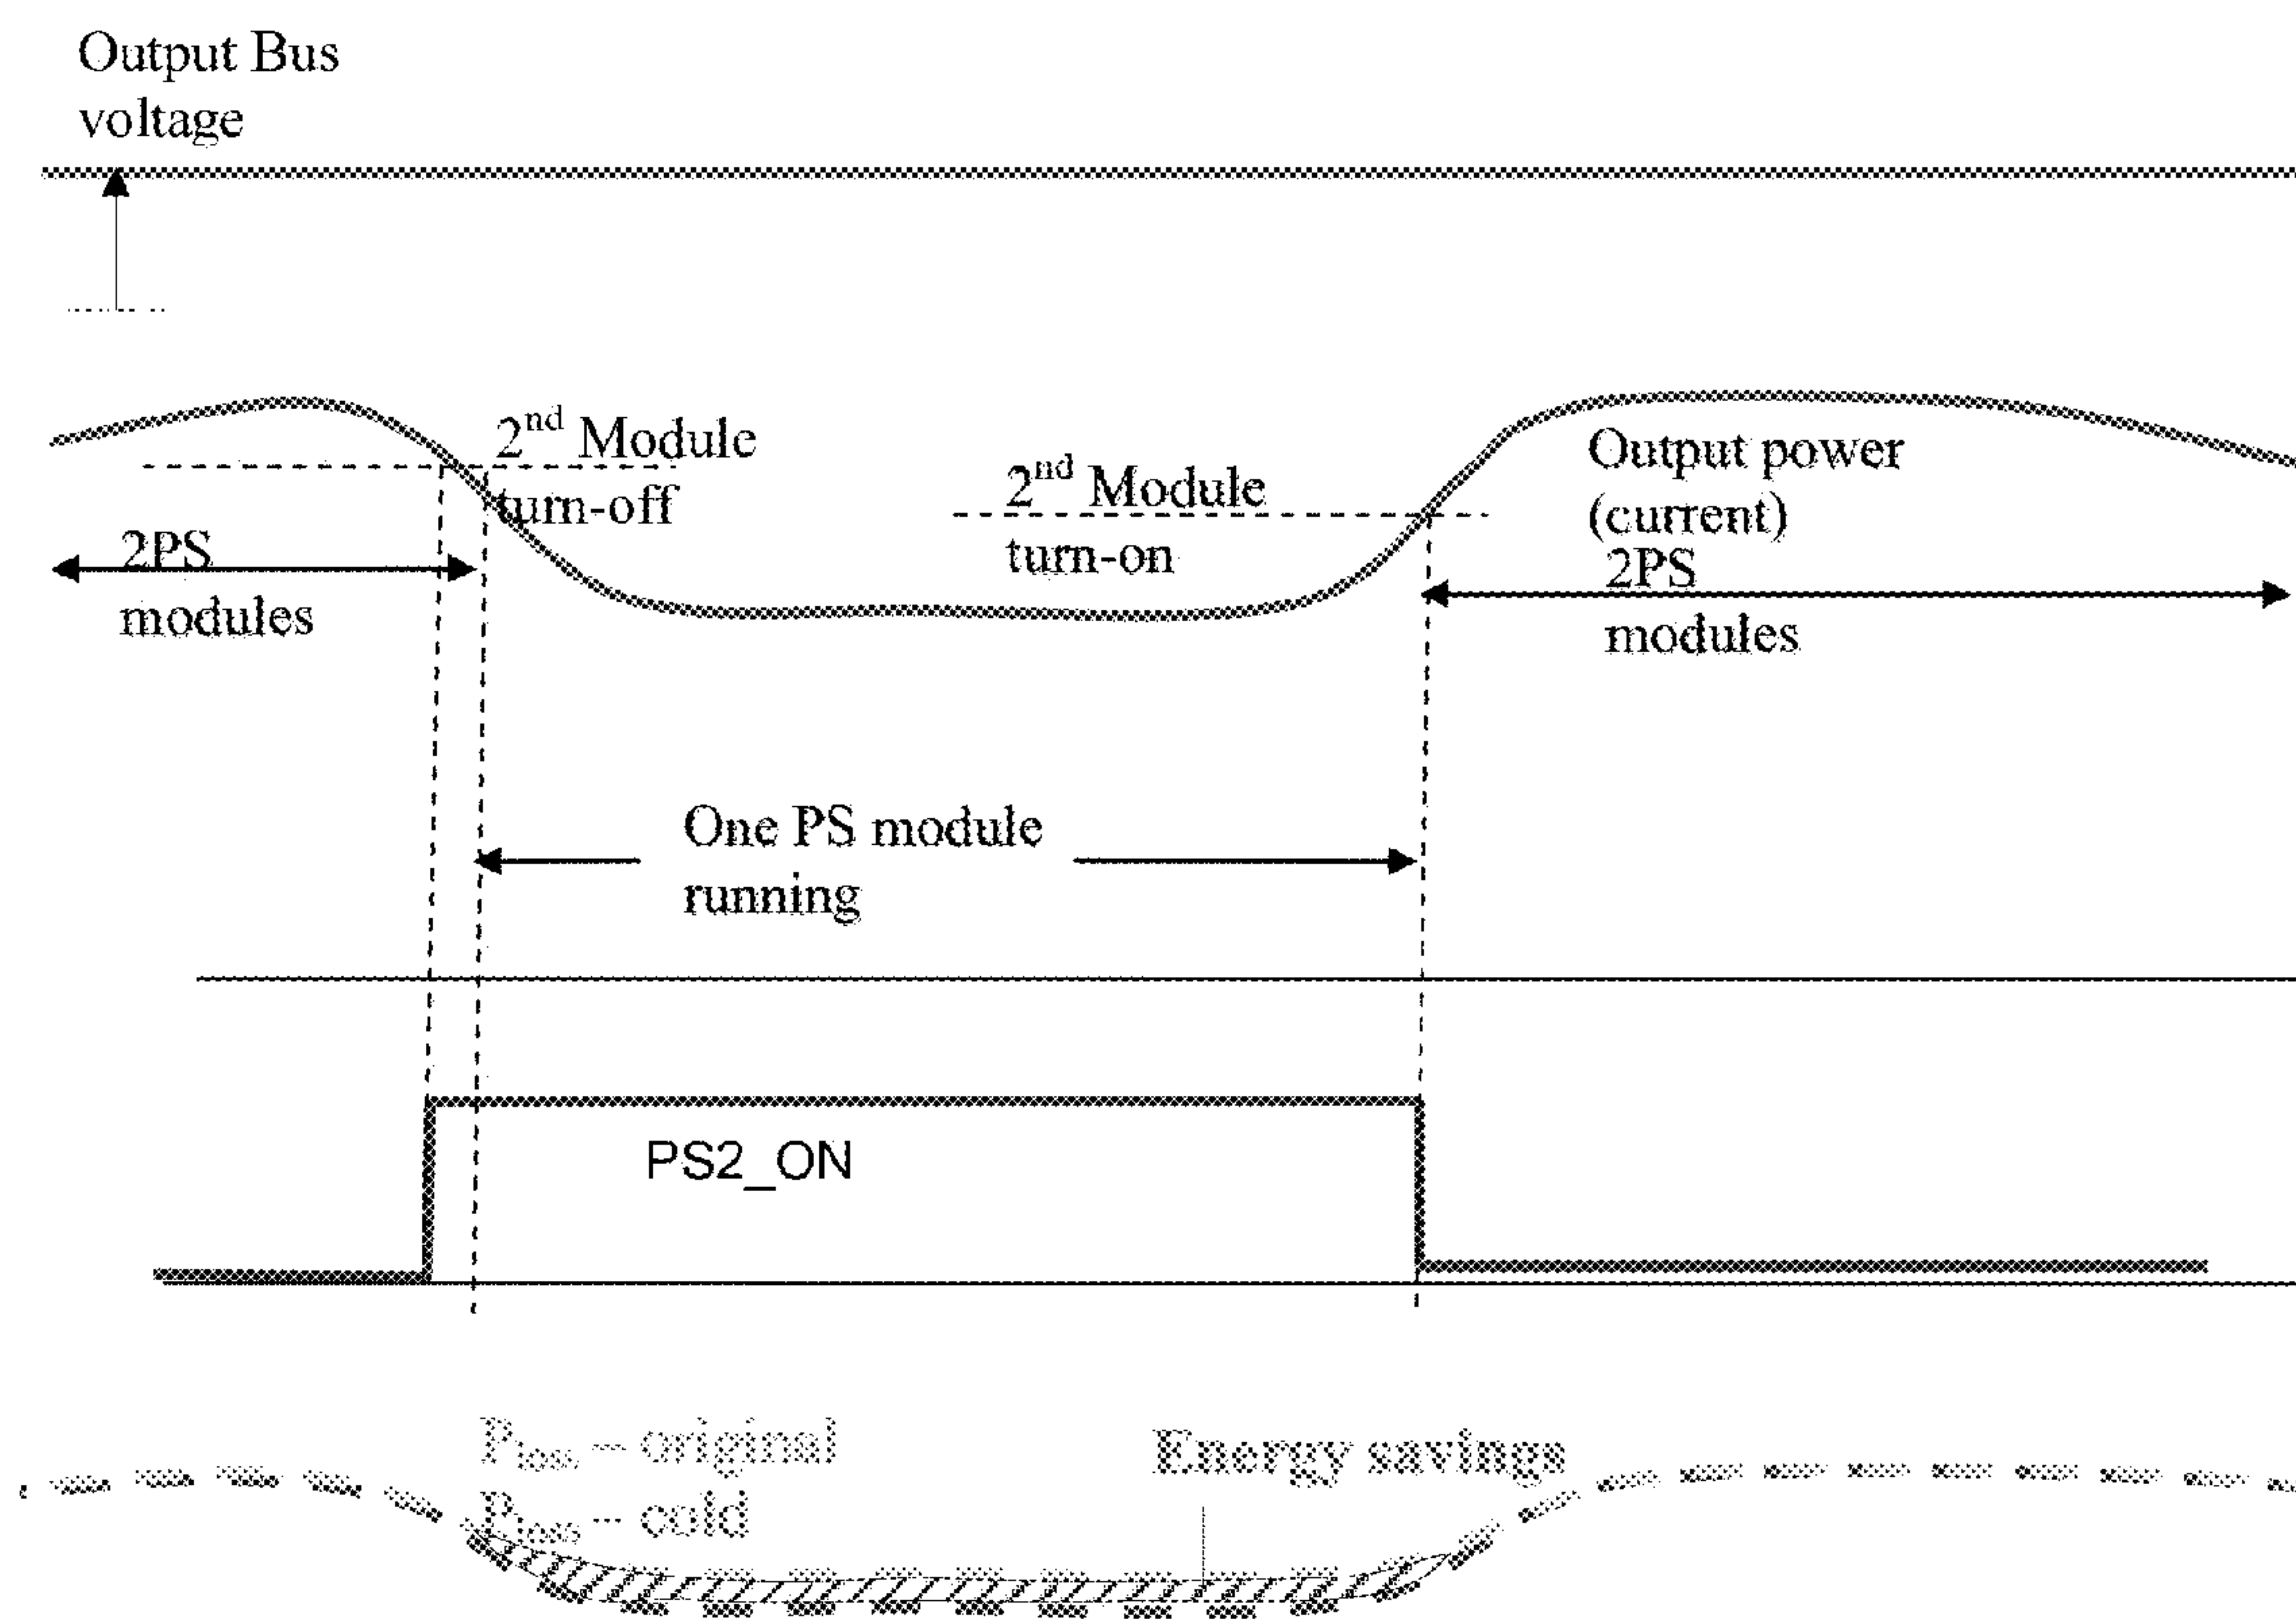 Output Bus
voltage
2nd Module
turn-off
2nd Module
turn-on
Output power
(current)
2PS
modules
2PS
modules
One PS module
running
PS2_ON
Ploss – original
Ploss – cold
Energy savings